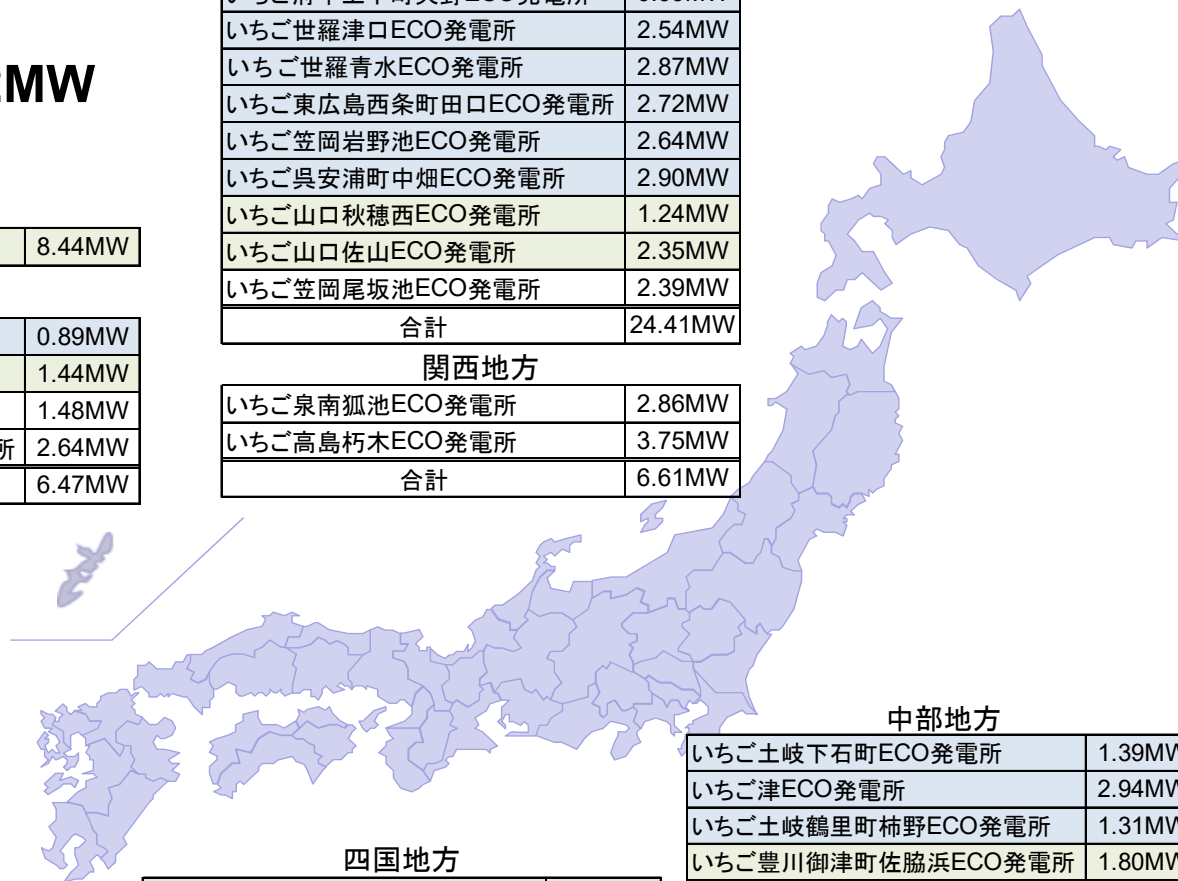 MW
いちご世羅津口ECO発電所 2.54MW
いちご世羅青水ECO発電所 2.87MW
いちご東広島西条町田口ECO発電所 2.72MW
いちご笠岡岩野池ECO発電所 2.64MW
いちご呉安浦町中畑ECO発電所 2.90MW
いちご山口秋穂西ECO発電所 1.24MW
いちご山口佐山ECO発電所 2.35MW
いちご笠岡尾坂池ECO発電所 2.39MW
合計 24.41MW
8.44MW
0.89MW
1.44MW
1.48MW
所 2.64MW
6.47MW
関西地方
いちご泉南狐池ECO発電所 2.86MW
いちご高島朽木ECO発電所 3.75MW
合計 6.61MW
中部地方
いちご土岐下石町ECO発電所 1.39MW
いちご津ECO発電所 2.94MW
いちご土岐鶴里町柿野ECO発電所 1.31MW
いちご豊川御津町佐脇浜ECO発電所 1.80MW
四国地方